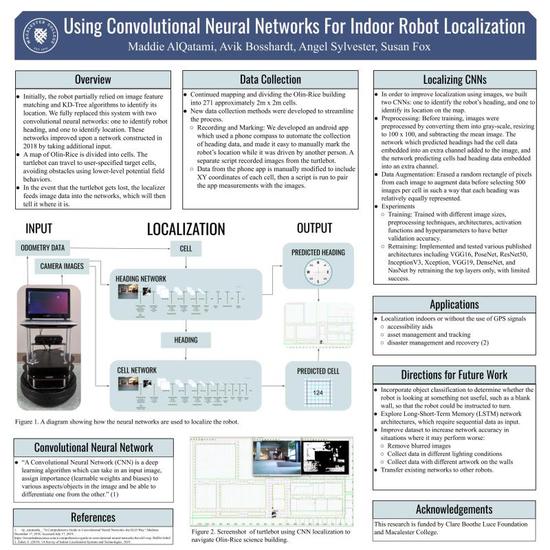 Using Convolutional Neural Networks For Indoor Robot Localization
Maddie AlQatami, Avik Bosshardt, Angel Sylvester, Susan Fox
Overview
● Initially, the robot partially relied on image feature
matching and KD-Tree algorithms to identify its
location. We fully replaced this system with two
convolutional neural networks: one to identify robot
heading, and one to identify location. These
networks improved upon a network constructed in
2018 by taking additional input.
● A map of Olin-Rice is divided into cells. The
turtlebot can travel to user-specified target cells,
avoiding obstacles using lower-level potential field
behaviors.
● In the event that the turtlebot gets lost, the localizer
feeds image data into the networks, which will then
tell it where it is.
Data Collection
● Continued mapping and dividing the Olin-Rice building
into 271 approximately 2m x 2m cells.
● New data collection methods were developed to streamline
the process.
○ Recording and Marking: We developed an android app
which used a phone compass to automate the collection
of heading data, and made it easy to manually mark the
robot's location while it was driven by another person. A
separate script recorded images from the turtlebot.
○ Data from the phone app is manually modified to include
XY coordinates of each cell, then a script is run to pair
the app measurements with the images.
Localizing CNNs
● In order to improve localization using images, we built
two CNNs: one to identify the robot's heading, and one to
identify its location on the map.
● Preprocessing: Before training, images were
preprocessed by converting them into gray-scale, resizing
to 100 x 100, and subtracting the image mean. The
network which predicted headings had the cell data
embedded into an extra channel added to the image, and
the network predicting cells had heading data embedded
into an extra channel.
● Data Augmentation: Erased a random rectangle of pixels
from each image to augment data before selecting 500
images per cell in such a way that each heading was
relatively equally represented.
● Experiments
○ Training: Trained with different image sizes,
preprocessing techniques, architectures, activation
functions and hyperparameters to have better
validation accuracy.
○ Retraining: Implemented and tested various published
architectures including VGG16, PoseNet, ResNet50,
InceptionV3, Xception, VGG19, DenseNet, and
NasNet by retraining the top layers only, with limited
success.
INPUT
LOCALIZATION
OUTPUT
ODOMETRY DATA
CAMERA IMAGES
CELL
HEADING NETWORK
PREDICTED HEADING
HEADING
CELL NETWORK
PREDICTED CELL
124
Figure 1. A diagram showing how the neural networks are used to localize the robot.
Applications
● Localization indoors or without the use of GPS signals
○ accessibility aids
○ asset management and tracking
○ disaster management and recovery (2)
Directions for Future Work
● Incorporate object classification to determine whether the
robot is looking at something not useful, such as a blank
wall, so that the robot could be instructed to turn.
● Explore Long-Short-Term Memory (LSTM) network
architectures, which require sequential data as input.
● Improve dataset to increase network accuracy in
situations where it may perform worse:
○ Remove blurred images
○ Collect data in different lighting conditions
○ Collect data with different artwork on the walls
● Transfer existing networks to other robots.
Convolutional Neural Network
● "A Convolutional Neural Network (CNN) is a deep
learning algorithm which can take in an input image,
assign importance (learnable weights and biases) to
various aspects/objects in the image and be able to
differentiate one from the other." (1)
References
Figure 2. Screenshot of turtlebot using CNN localization to
navigate Olin-Rice science building.
Acknowledgements
This research is funded by Clare Boothe Luce Foundation
and Macalester College.